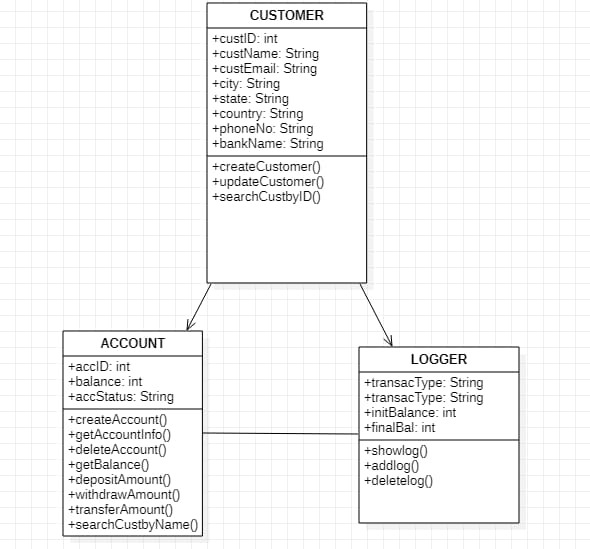 CUSTOMER
+custID: int
+custName: String
+custEmail: String
+city: String
+state: String
+country: String
+phoneNo: String
+bankName: String
+createCustomer()
+updateCustomer()
+searchCustbyID()
ACCOUNT
+accID: int
+balance: int
+accStatus: String
+createAccount()
+getAccountInfo()
+deleteAccount()
+getBalance()
+depositAmount()
+withdrawAmount()
+transferAmount()
+searchCustbyName()
LOGGER
+transacType: String
+transacType: String
+initBalance: int
+finalBal: int
+showlog()
+addlog()
+deletelog()